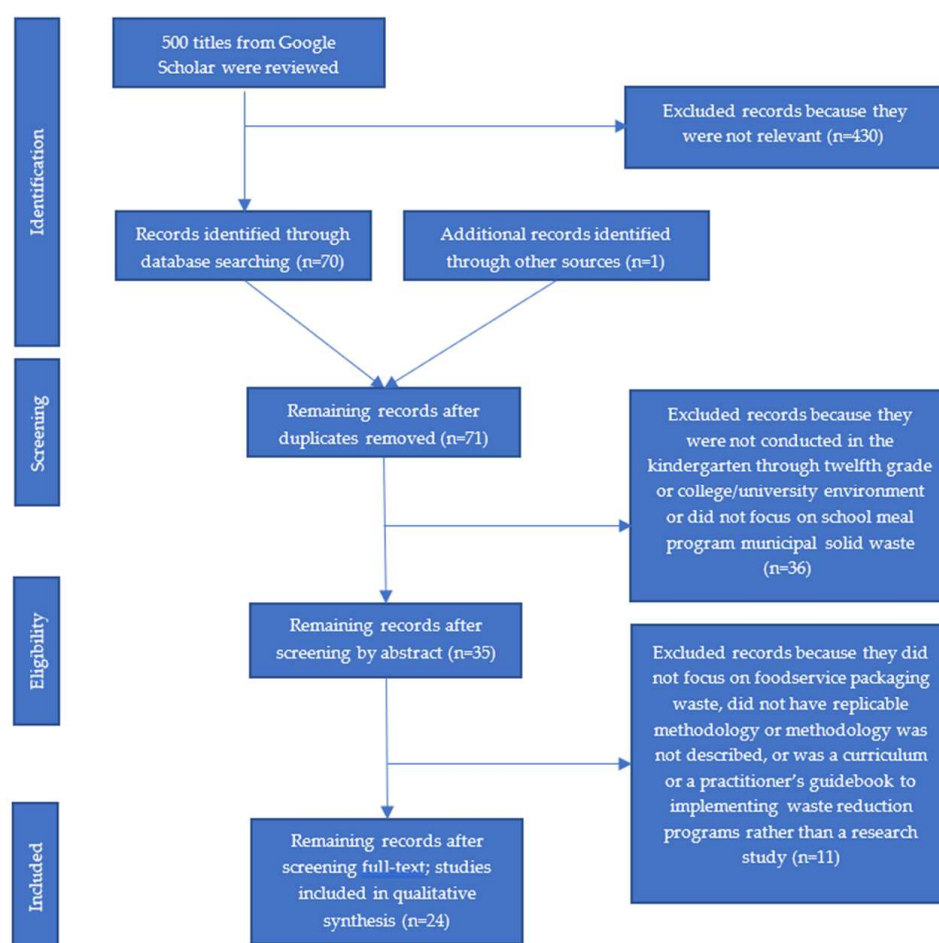 500 titles from Google
Scholar were reviewed
Excluded records because they
were not relevant (n=430)
Identification
Records identified through
database searching (n=70)
Additional records identified
through other sources (n=1)
Screening
Remaining records after
duplicates removed (n=71)
Excluded records because they
were not conducted in the
kindergarten through twelfth grade
or college/university environment
or did not focus on school meal
program municipal solid waste
(n=36)
Eligibility
Remaining records after
screening by abstract (n=35)
Excluded records because they did
not focus on foodservice packaging
waste, did not have replicable
methodology or methodology was
not described, or was a curriculum
or a practitioner’s guidebook to
implementing waste reduction
programs rather than a research
study (n=11)
Included
Remaining records after
screening full-text; studies
included in qualitative
synthesis (n=24)